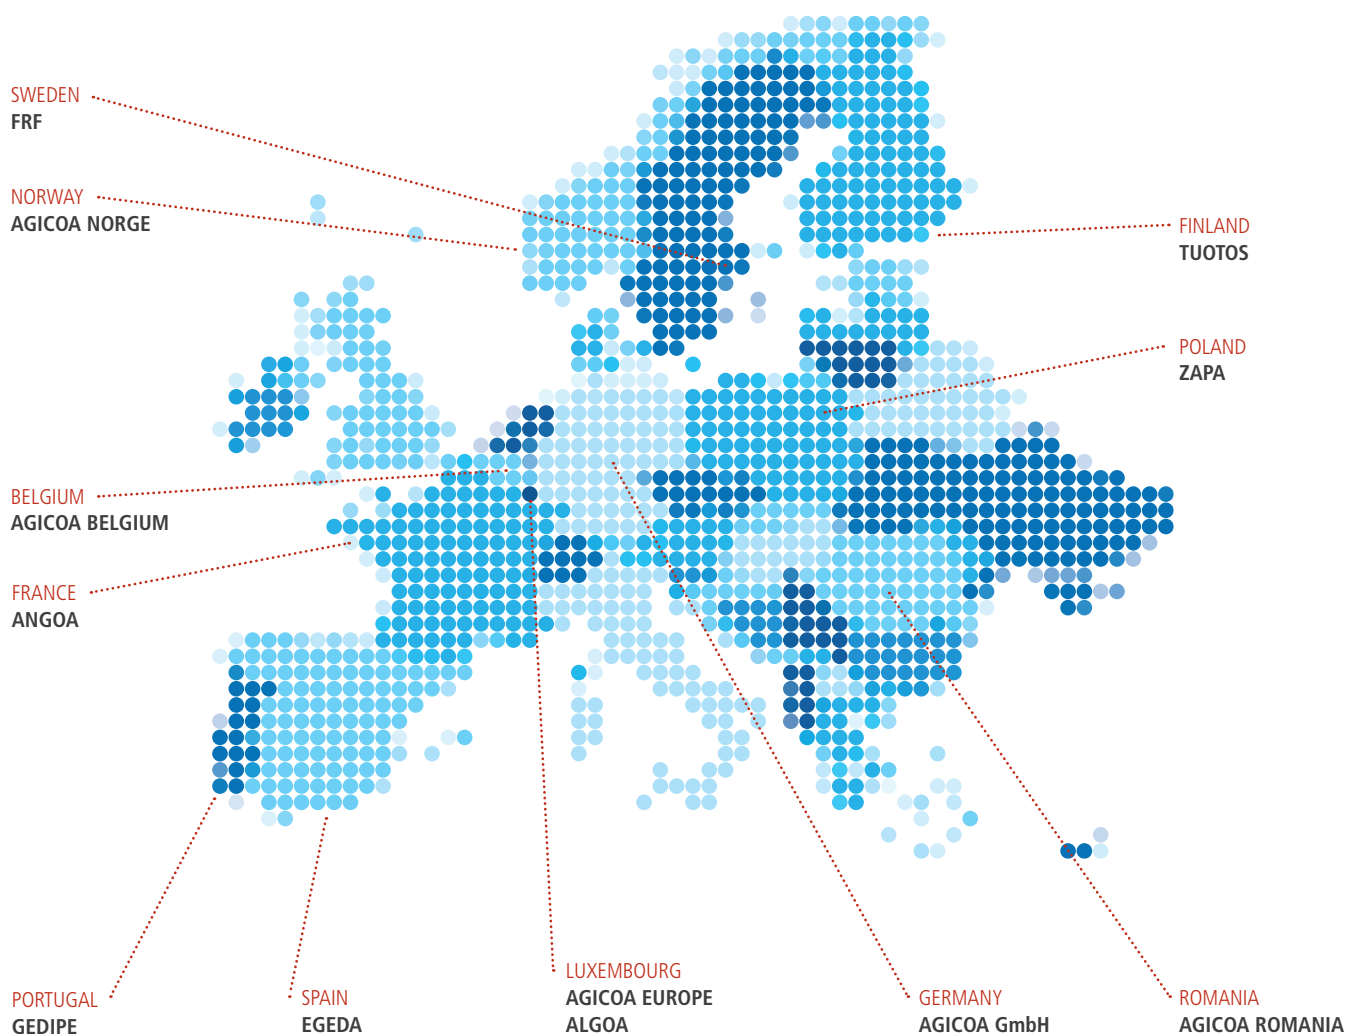 SWEDEN
FRF
NORWAY
AGICOA NORGE
FINLAND
TUOTOS
POLAND
ZAPA
BELGIUM
AGICOA BELGIUM
FRANCE
ANGOA
PORTUGAL
GEDIPE
SPAIN
EGEDA
LUXEMBOURG
AGICOA EUROPE
ALGOA
GERMANY
AGICOA GmbH
ROMANIA
AGICOA ROMANIA